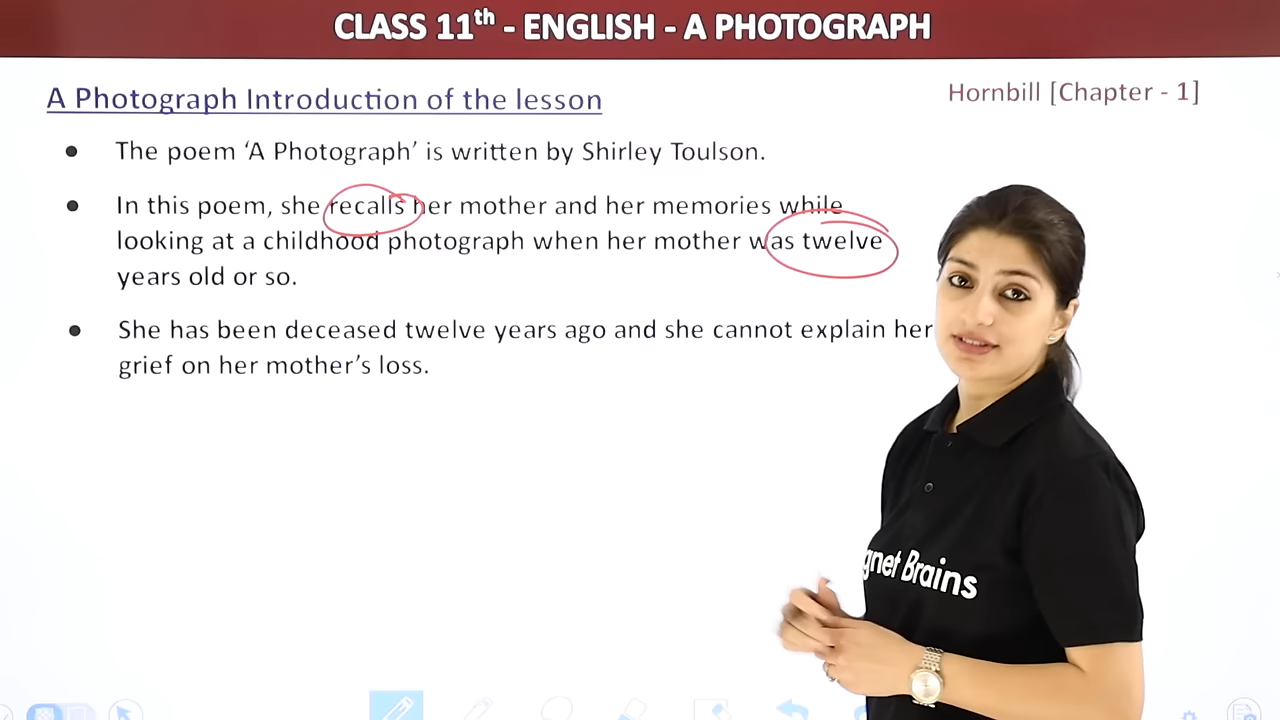 CLASS 11th - ENGLISH - A PHOTOGRAPH
A Photograph Introduction of the lesson
Hornbill [Chapter - 1]
● The poem ‘A Photograph’ is written by Shirley Toulson.
● In this poem, she recalls her mother and her memories while
looking at a childhood photograph when her mother was twelve
years old or so.
● She has been deceased twelve years ago and she cannot explain her
grief on her mother’s loss.
gnet Brains